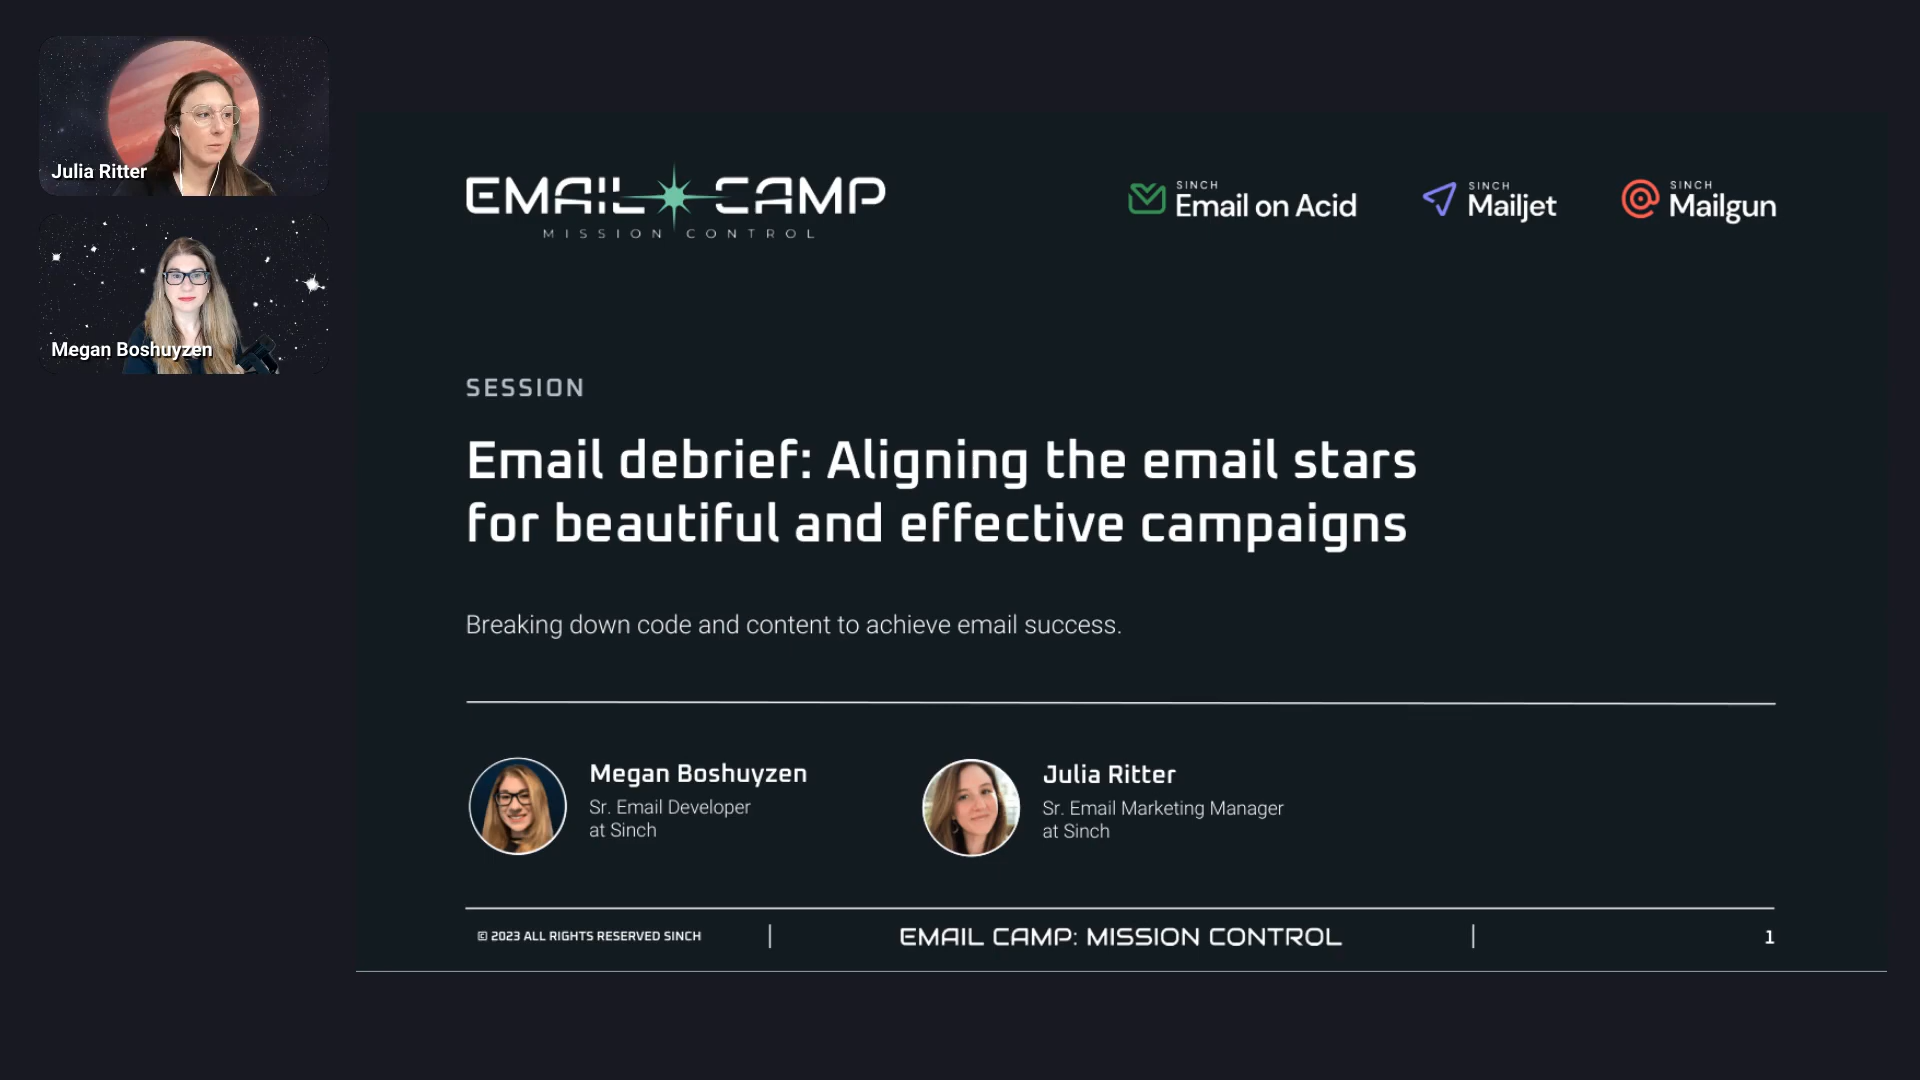 Julia Ritter
Megan Boshuyzen
EMAIL CAMP
MISSION CONTROL
SINCH
Email on Acid
SINCH
Mailjet
SINCH
Mailgun
SESSION
Email debrief: Aligning the email stars
for beautiful and effective campaigns
Breaking down code and content to achieve email success.
Megan Boshuyzen
Sr. Email Developer
at Sinch
Julia Ritter
Sr. Email Marketing Manager
at Sinch
© 2023 ALL RIGHTS RESERVED SINCH
EMAIL CAMP: MISSION CONTROL
1